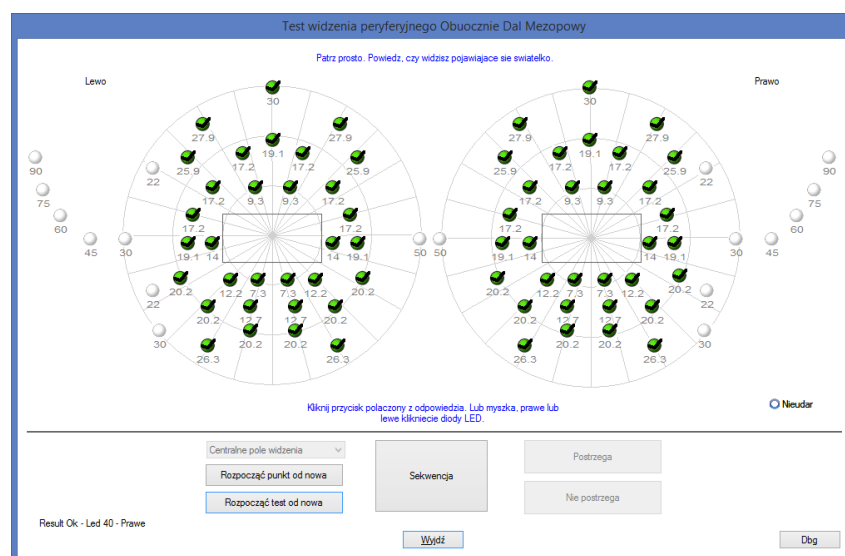 Test widzenia peryferyjnego Obuocznie Dal Mezopowy
Patrz prosto. Powiedz, czy widzisz pojawiajace sie swiatelko.
Lewo
Prawo
30
30
27.9 27.9
27.9 27.9
19.1
19.1
90
22 25.9 17.2 17.2 25.9
25.9 17.2 17.2 25.9 22
90
75
17.2 9.3 9.3 17.2
17.2 9.3 9.3 17.2
75
60
17.2 17.2
17.2 17.2
60
45 30 19.1 14 14 19.1 50
50 19.1 14 14 19.1 30 45
22 20.2 12.2 7.3 7.3 12.2 20.2
20.2 12.2 7.3 7.3 12.2 20.2 22
30 20.2 12.7 12.7 20.2
20.2 12.7 12.7 20.2 30
26.3 20.2 20.2 26.3
26.3 20.2 20.2 26.3
Kliknij przycisk polaczony z odpowiedzia. Lub myszka, prawe lub
lewe klikniecie diody LED.
Nieudar
Centralne pole widzenia
Rozpocząć punkt od nowa
Rozpocząć test od nowa
Sekwencja
Postrzega
Nie postrzega
Result Ok - Led 40 - Prawe
Wyjdź
Dbg